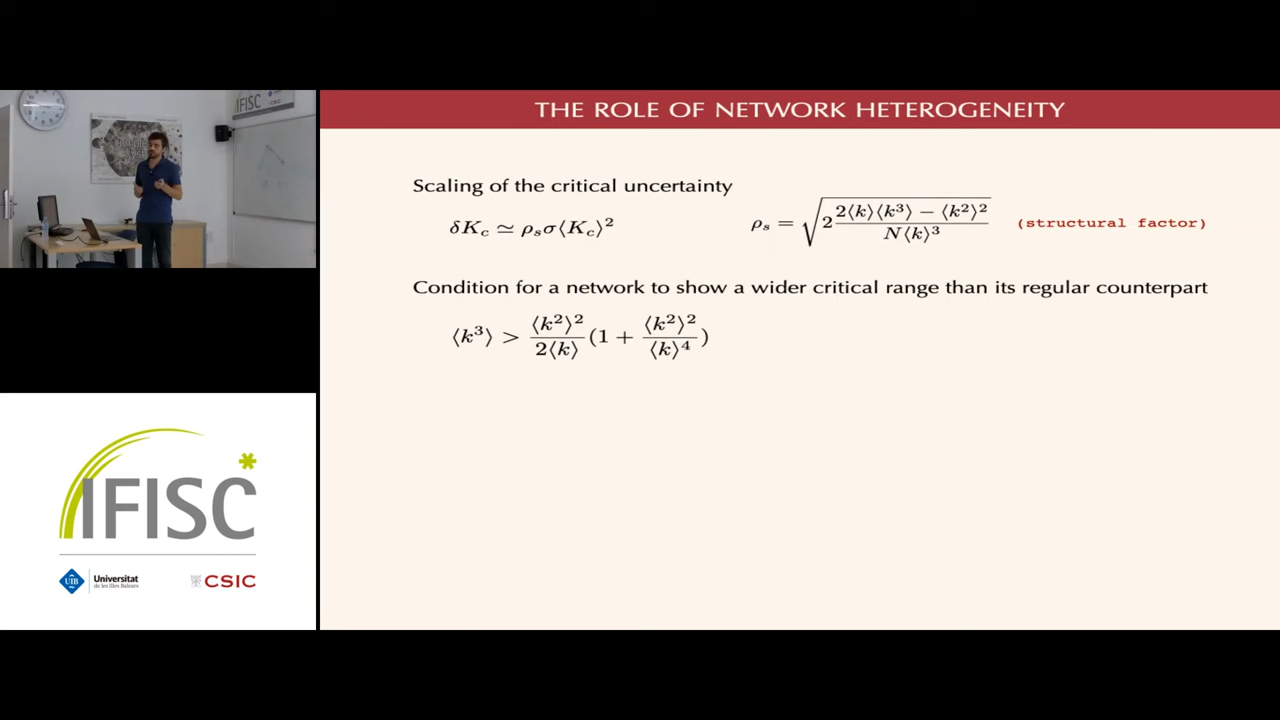 IFISC
THE ROLE OF NETWORK HETEROGENEITY
Scaling of the critical uncertainty
δK_c ≃ ρ_s σ⟨K_c⟩²
ρ_s = √(2 (2⟨k⟩⟨k³⟩ − ⟨k²⟩²) / (N⟨k⟩³))
(structural factor)
Condition for a network to show a wider critical range than its regular counterpart
⟨k³⟩ > ⟨k²⟩² / 2⟨k⟩ (1 + ⟨k²⟩² / ⟨k⟩⁴)
IFISC
UIB
Universitat
de les Illes Balears
CSIC